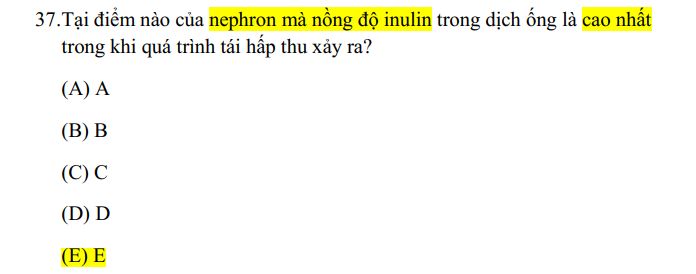 37.Tại điểm nào của nephron mà nồng độ inulin trong dịch ống là cao nhất
trong khi quá trình tái hấp thu xảy ra?
(A) A
(B) B
(C) C
(D) D
(E) E